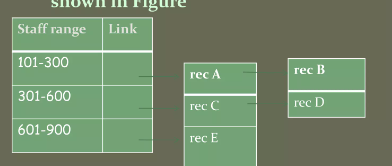 shown in Figure
Staff range Link
101-300
301-600
601-900
rec A
rec C
rec E
rec B
rec D